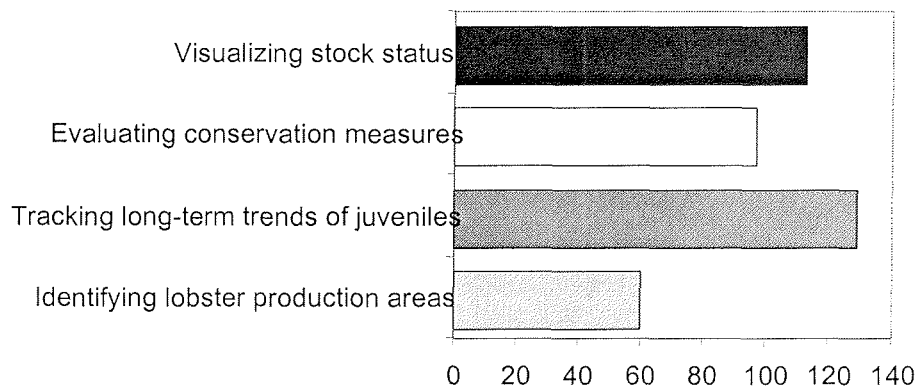 Visualizing stock status
Evaluating conservation measures
Tracking long-term trends of juveniles
Identifying lobster production areas
0 20 40 60 80 100 120 140